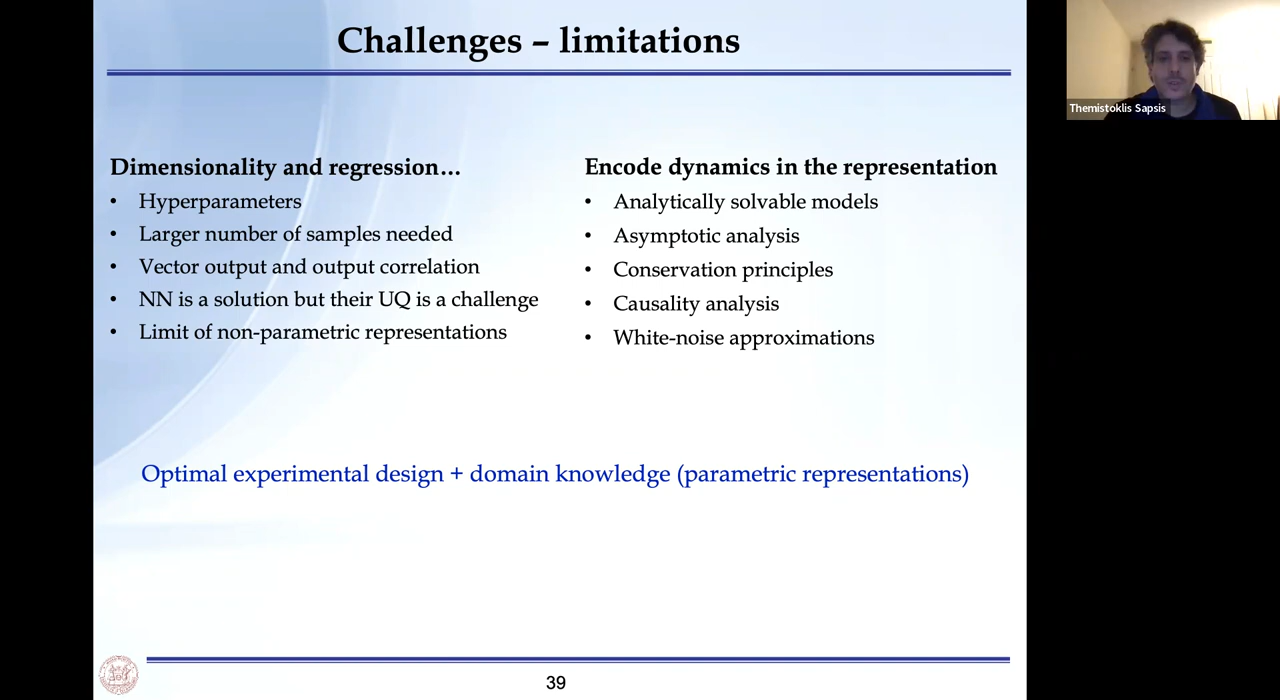 Challenges – limitations
Themistoklis Sapsis
Dimensionality and regression…
• Hyperparameters
• Larger number of samples needed
• Vector output and output correlation
• NN is a solution but their UQ is a challenge
• Limit of non-parametric representations
Encode dynamics in the representation
• Analytically solvable models
• Asymptotic analysis
• Conservation principles
• Causality analysis
• White-noise approximations
Optimal experimental design + domain knowledge (parametric representations)
39